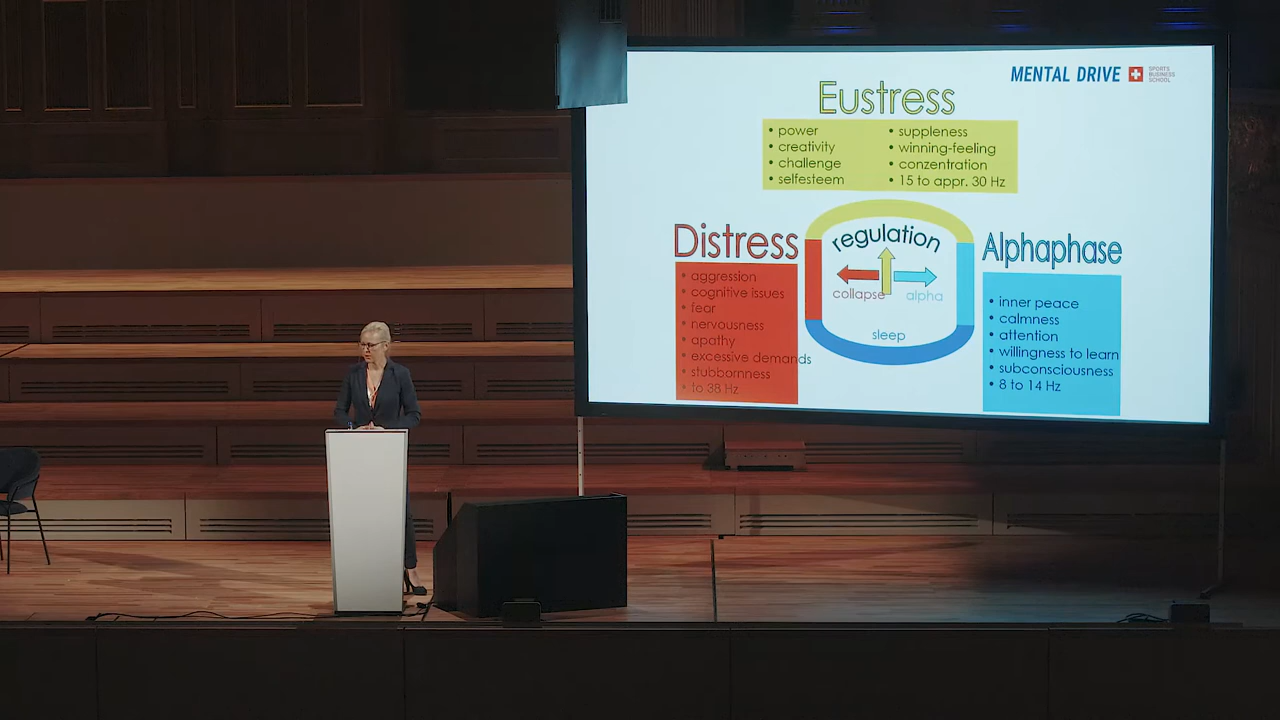 MENTAL DRIVE
SPORTS
BUSINESS
SCHOOL
Eustress
• power
• creativity
• challenge
• selfesteem
• suppleness
• winning-feeling
• conzentration
• 15 to appr. 30 Hz
Distress
• aggression
• cognitive issues
• fear
• nervousness
• apathy
• excessive demands
• stubbornness
• to 38 Hz
regulation
collapse
alpha
sleep
Alphaphase
• inner peace
• calmness
• attention
• willingness to learn
• subconsciousness
• 8 to 14 Hz